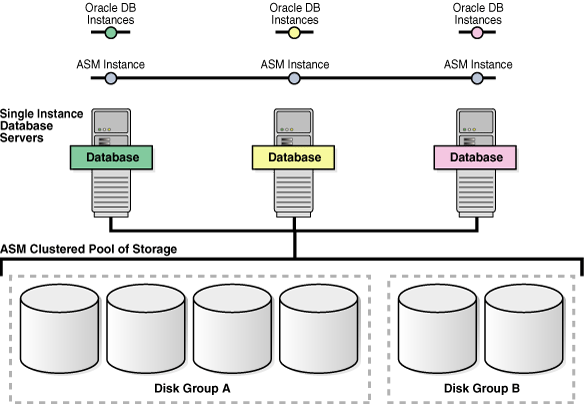 Oracle DB
Instances
Oracle DB
Instances
Oracle DB
Instances
ASM Instance
ASM Instance
ASM Instance
Single Instance
Database
Servers
Database
Database
Database
ASM Clustered Pool of Storage
Disk Group A
Disk Group B